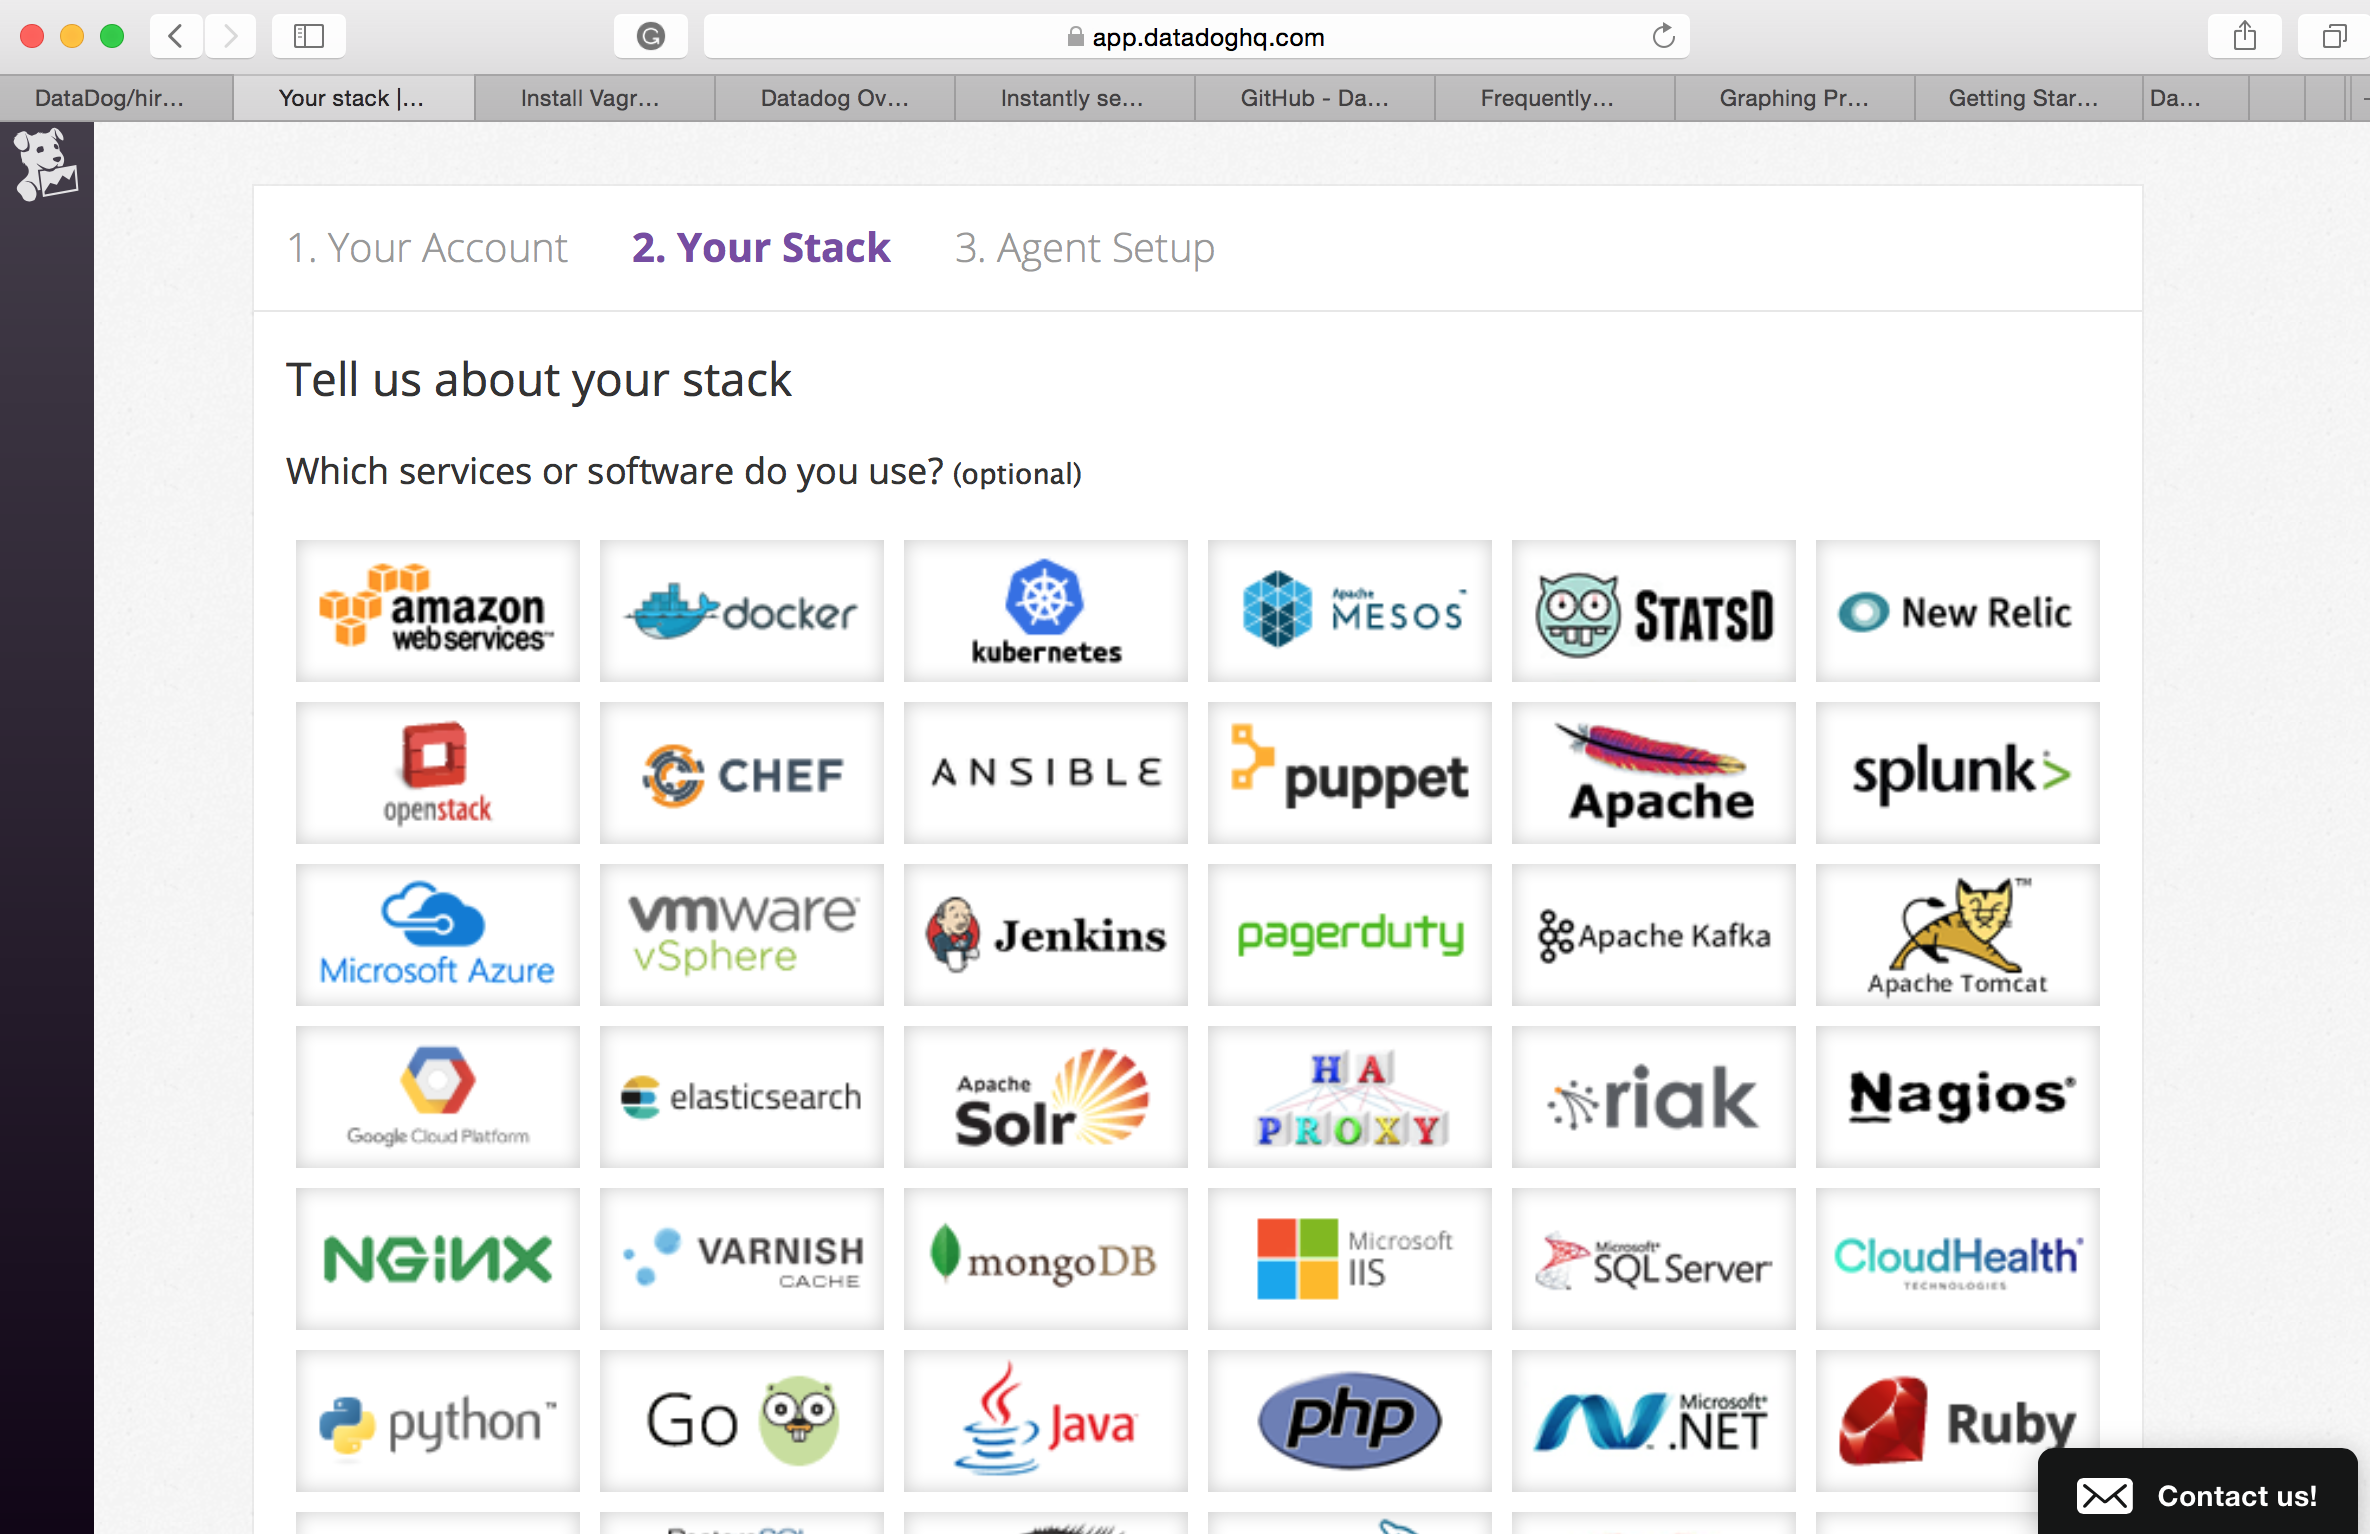 app.datadoghq.com
DataDog/hir...
Your stack |...
Install Vagr...
Datadog Ov...
Instantly se...
GitHub - Da...
Frequently...
Graphing Pr...
Getting Star...
Da...
1. Your Account
2. Your Stack
3. Agent Setup
Tell us about your stack
Which services or software do you use? (optional)
amazon
web services™
docker
kubernetes
Apache
MESOS™
STATSD
New Relic
openstack
CHEF
ANSIBLE
puppet
Apache
splunk>
Microsoft Azure
vmware®
vSphere
Jenkins
pagerduty
Apache Kafka
Apache Tomcat
TM
Google Cloud Platform
elasticsearch
Apache
Solr
HA
PROXY
riak
Nagios®
NGiNX
VARNISH
CACHE
mongoDB
Microsoft
IIS
Microsoft®
SQL Server
CloudHealth®
TECHNOLOGIES
python™
Go
Java
php
Microsoft®
.NET
Ruby
Contact us!